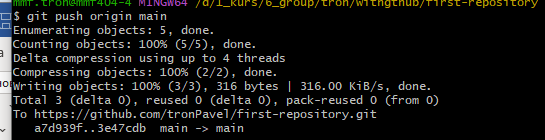 mmf.tron@mmf404-4 MINGW64 /d/1_kurs/6_group/tron/withgthub/first-repository
$ git push origin main
Enumerating objects: 5, done.
Counting objects: 100% (5/5), done.
Delta compression using up to 4 threads
Compressing objects: 100% (2/2), done.
Writing objects: 100% (3/3), 316 bytes | 316.00 KiB/s, done.
Total 3 (delta 0), reused 0 (delta 0), pack-reused 0 (from 0)
To https://github.com/tronPavel/first-repository.git
   a7d939f..3e47cdb  main -> main